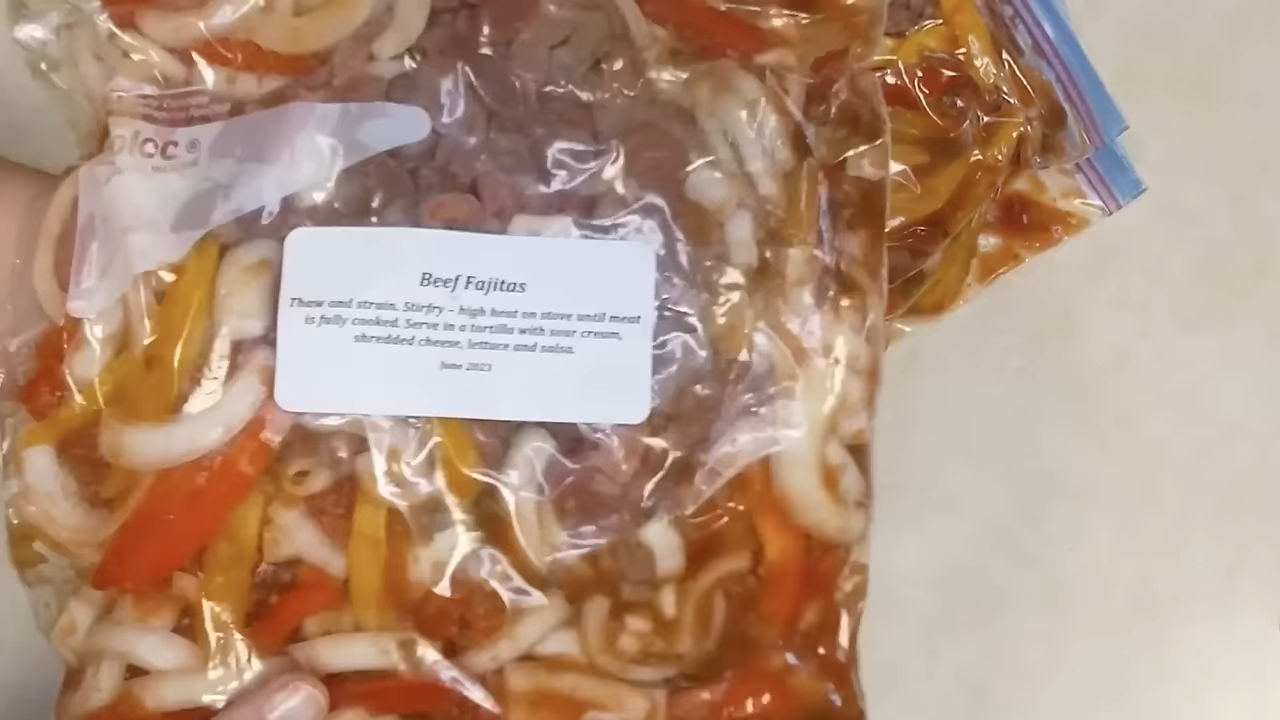 ploc®
Beef Fajitas
Thaw and strain. Stirfry – high heat on stove until meat
is fully cooked. Serve in a tortilla with sour cream,
shredded cheese, lettuce and salsa.
June 2023